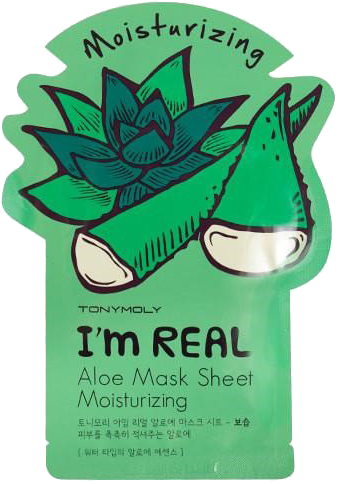 Moisturizing
TONYMOLY
I'm REAL
Aloe Mask Sheet
Moisturizing
토니모리 아임 리얼 알로에 마스크 시트 - 보습
피부를 촉촉히 적셔주는 알로에
[ 워터 타입의 알로에 에센스 ]